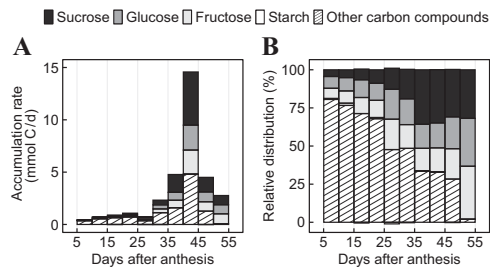 Sucrose Glucose Fructose Starch Other carbon compounds
A B
Accumulation rate
(mmol C/d)
15
10
5
0
5 15 25 35 45 55
Days after anthesis
Relative distribution (%)
100
75
50
25
0
5 15 25 35 45 55
Days after anthesis